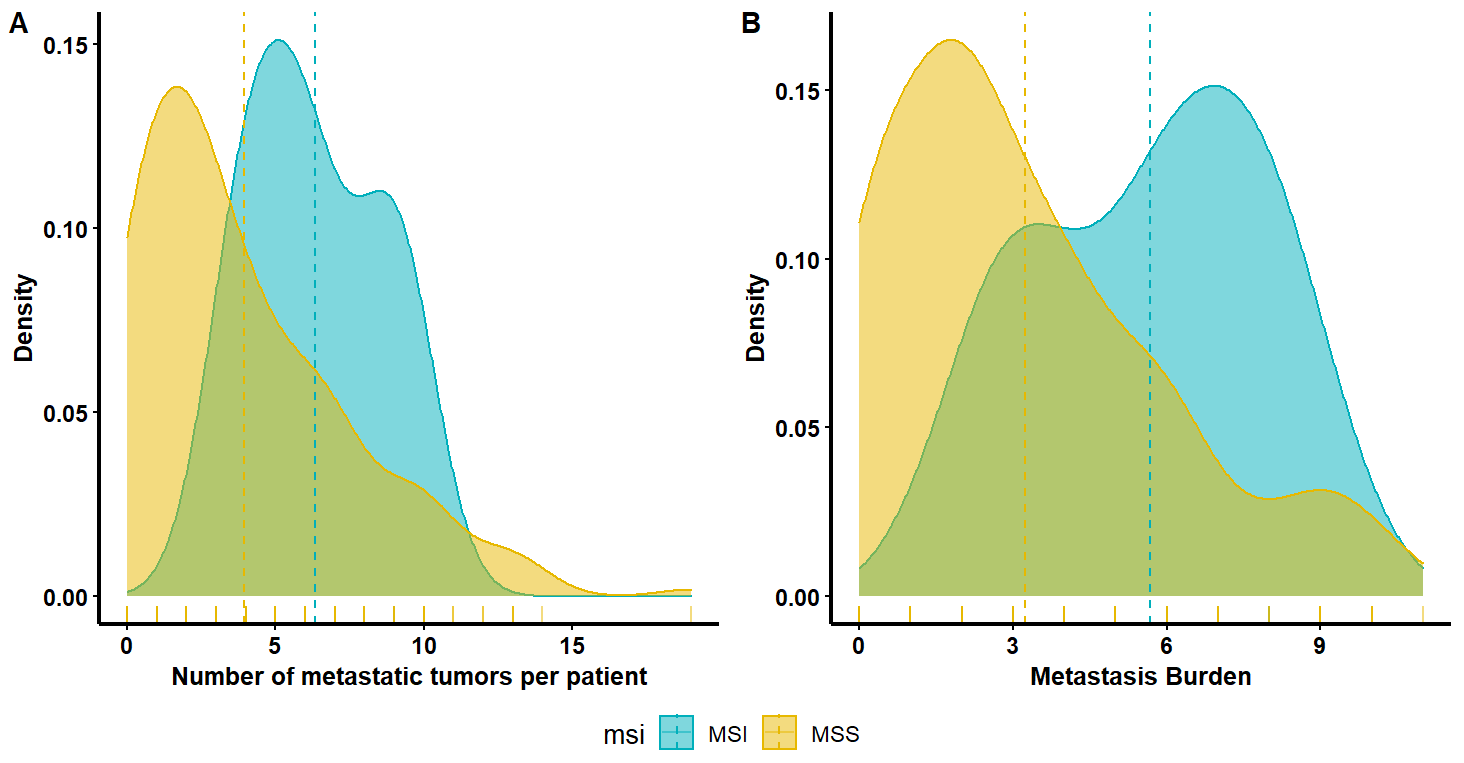 A
0.15
0.10
0.05
0.00
Density
0 5 10 15
Number of metastatic tumors per patient
B
0.15
0.10
0.05
0.00
Density
0 3 6 9
Metastasis Burden
msi MSI MSS